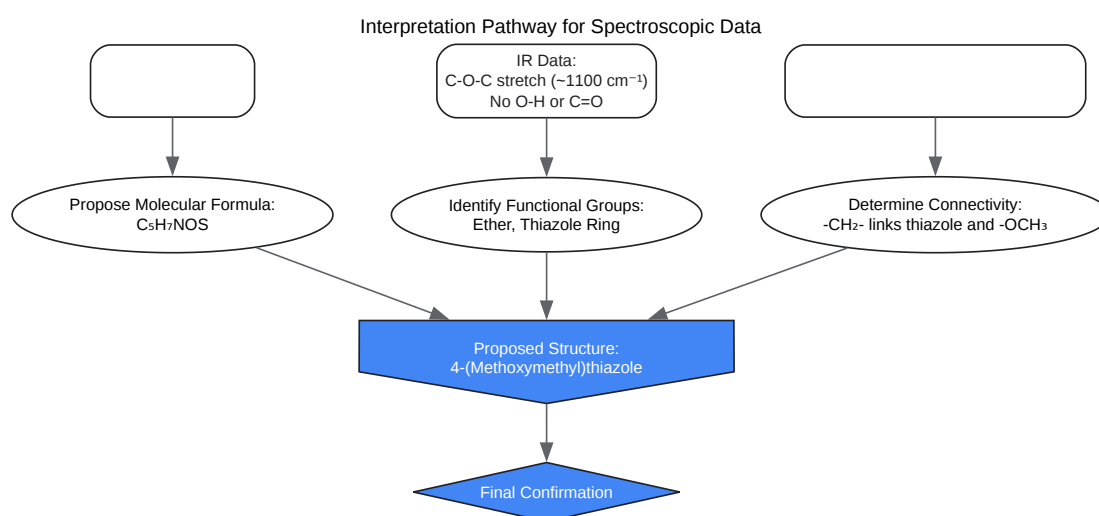 Interpretation Pathway for Spectroscopic Data
IR Data:
C-O-C stretch (~1100 cm⁻¹)
No O-H or C=O
Propose Molecular Formula:
C₅H₇NOS
Identify Functional Groups:
Ether, Thiazole Ring
Determine Connectivity:
-CH₂- links thiazole and -OCH₃
Proposed Structure:
4-(Methoxymethyl)thiazole
Final Confirmation